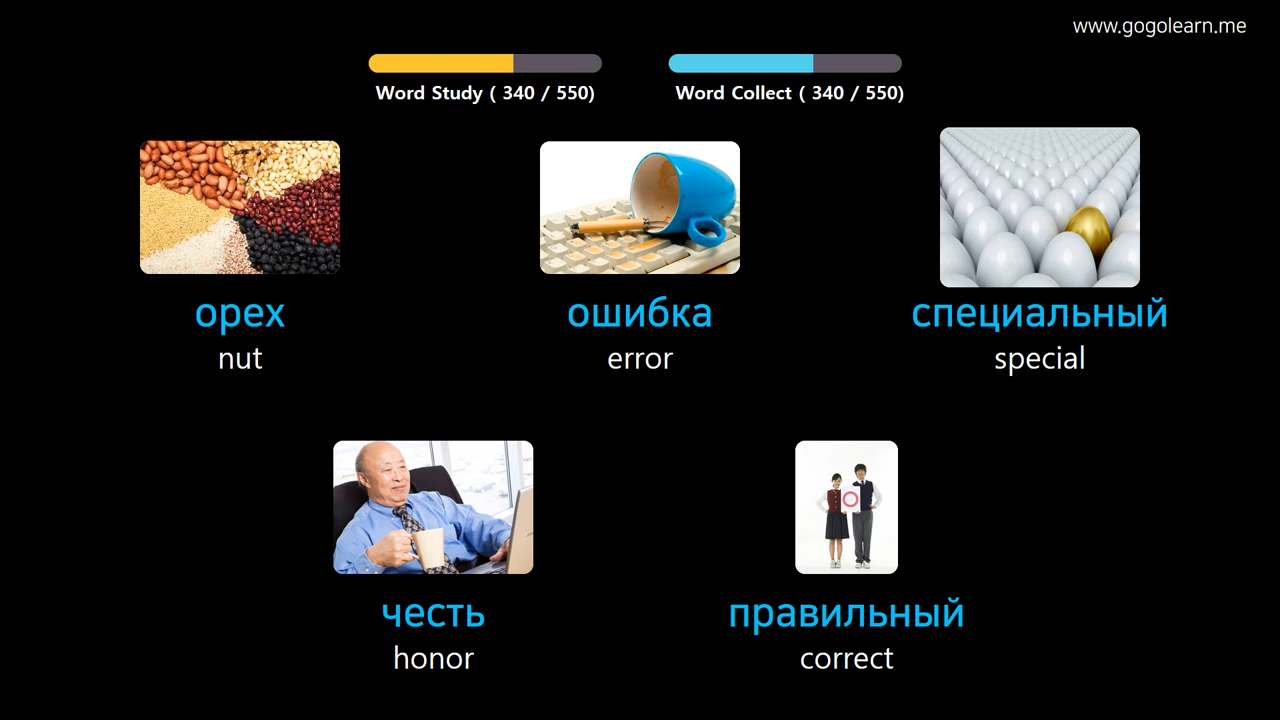 www.gogolearn.me
Word Study ( 340 / 550)
Word Collect ( 340 / 550)
орех
nut
ошибка
error
специальный
special
честь
honor
правильный
correct